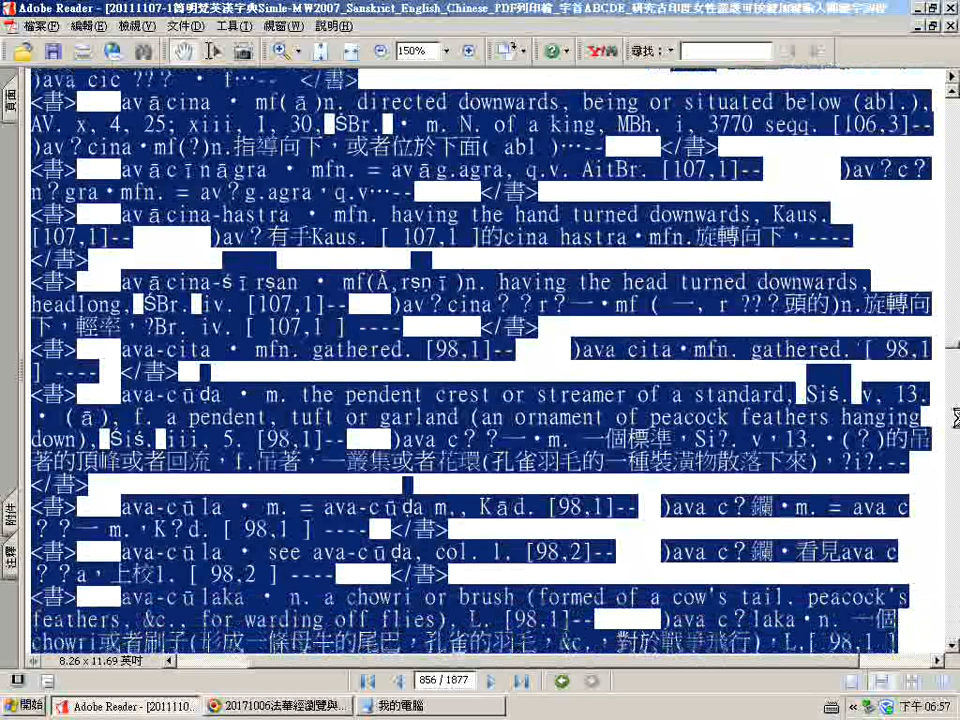 Adobe Reader - [20111107-1簡明梵英漢字典Simle-MW2007_Sanskrit_English_Chinese_PDF列印檔_字首ABCDE_研究古印度女性
檔案(F) 編輯(E) 檢視(V) 文件(D) 工具(T) 視窗(W) 說明(H)
150% 尋找：
頁面
附件
註釋
)ava cic ??? • f…-- </書>
<書> avācina • mf(ā)n. directed downwards, being or situated below (abl.),
AV. x, 4, 25; xiii, 1, 30, ŚBr. • m. N. of a king, MBh. i, 3770 seqq. [106,3]--
)av？cina•mf(?)n.指導向下，或者位於下面( abl )…-- </書>
<書> avācīnāgra • mfn. = avāg.agra, q.v. AitBr. [107,1]-- )av？c？
n？gra•mfn. = av？g.agra, q.v…-- </書>
<書> avācina-hasta • mfn. having the hand turned downwards, Kaus.
[107,1]-- )av？有手Kaus. [ 107,1 ]的cina hastra•mfn.旋轉向下，----
</書>
<書> avācina-śīrṣan • mf(Ā,rṣṇī)n. having the head turned downwards,
headlong, ŚBr. iv. [107,1]-- )av？cina？？r？一•mf ( 一, r ???頭的)n.旋轉向
下，輕率，?Br. iv. [ 107,1 ] ---- </書>
<書> ava-cita • mfn. gathered. [98,1]-- )ava cita•mfn. gathered. [ 98,1
] ---- </書>
<書> ava-cūḍa • m. the pendent crest or streamer of a standard, Śiś. v, 13.
• (ā), f. a pendent, tuft or garland (an ornament of peacock feathers hanging
down), Śiś. iii, 5. [98,1]-- )ava c？？一•m. 一個標準，Si?. v，13.•(？)的吊
著的頂峰或者回流，f.吊著，一叢集或者花環(孔雀羽毛的一種裝潢物散落下來)，?i?.--
</書>
<書> ava-cūla • m. = ava-cūḍa m., Kād. [98,1]-- )ava c？鑭•m. = ava c
？？一 m.，K？d. [ 98,1 ] ---- </書>
<書> ava-cūla • see ava-cūḍa, col. 1. [98,2]-- )ava c？鑭•看見ava c
？？a，上校1. [ 98,2 ] ---- </書>
<書> ava-cūlaka • n. a chowri or brush (formed of a cow's tail, peacock's
feathers, &c., for warding off flies), L. [98,1]-- )ava c？laka•n. 一個
chowri或者刷子(形成一條母牛的尾巴，孔雀的羽毛，&c.，對於戰爭飛行)，L.[ 98,1 ]
8.26 x 11.69 英吋
856 / 1877
開始 Adobe Reader - [201110... 20171006法華經瀏覽與... 我的電腦 下午 06:57